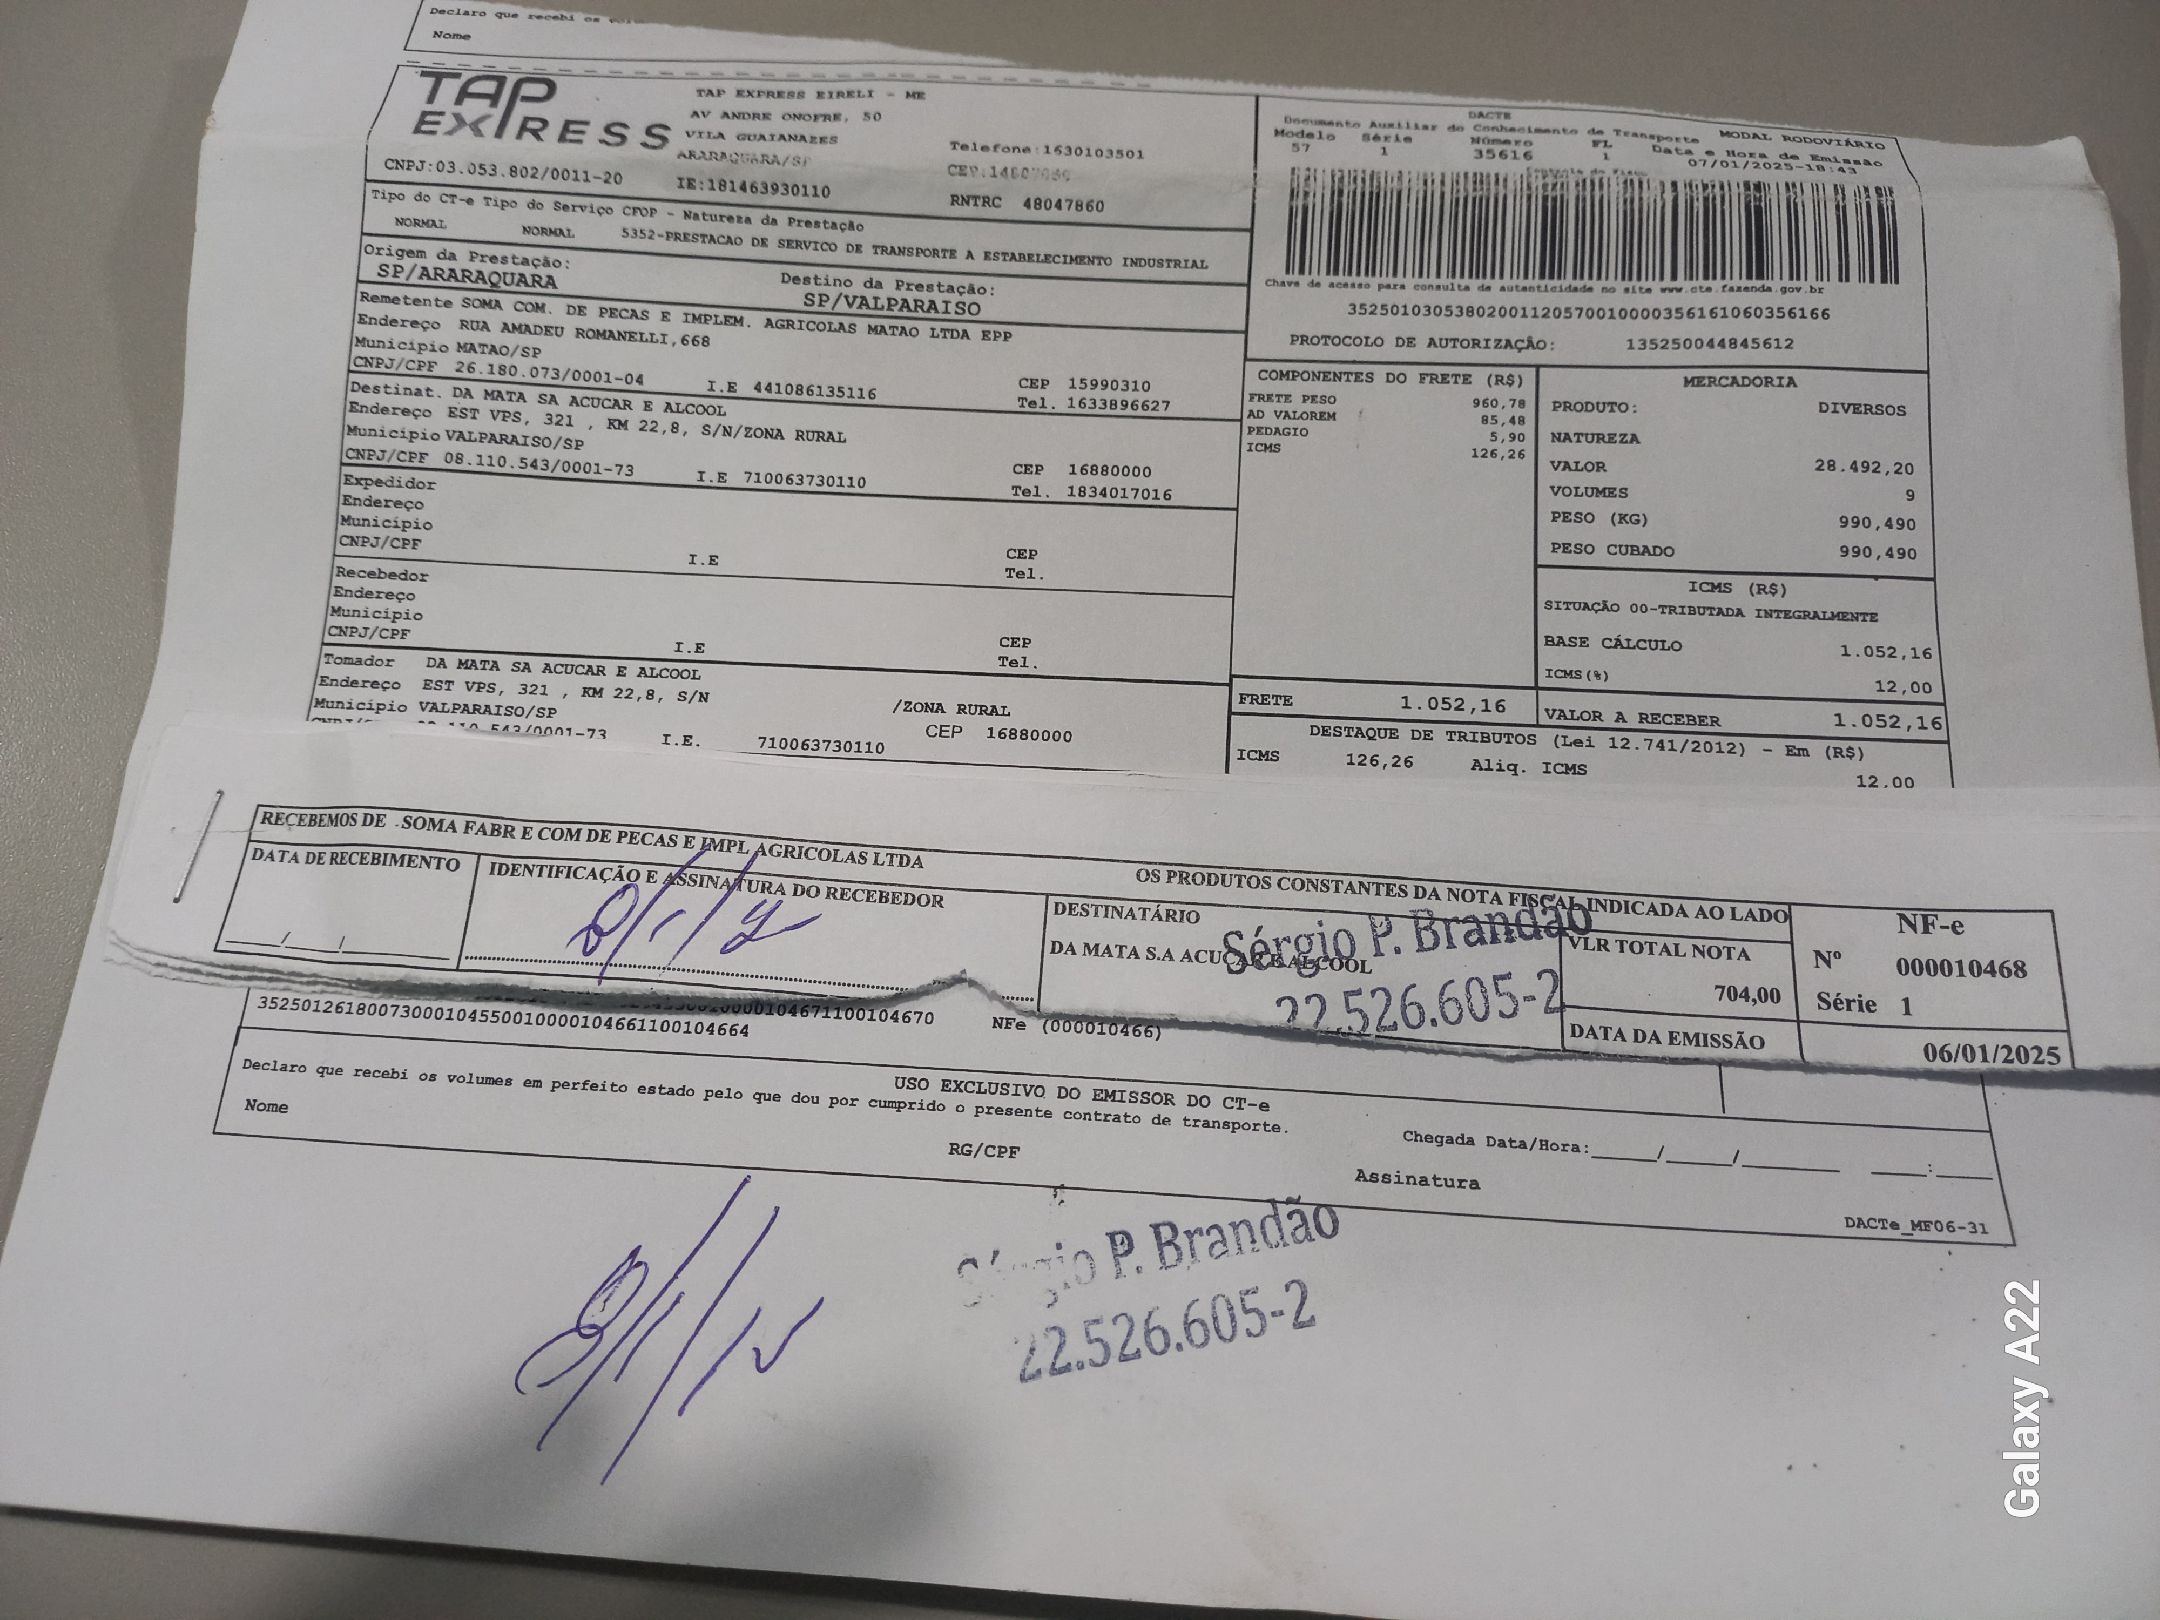 Declaro que recebi os
Nome
TAP EXPRESS
TAP EXPRESS EIRELI - ME
AV ANDRE ONOFRE, 50
VILA GUAIANAZES
ARARAQUARA/SP
Telefone:1630103501
CNPJ:03.053.802/0011-20
IE:181463930110
RNTRC 48047860
DACTE
Documento Auxiliar do Conhecimento de Transporte MODAL RODOVIÁRIO
Modelo Série Número FL Data e Hora de Emissão
57 1 35616 1 07/01/2025-18:43
Tipo do CT-e Tipo do Serviço CFOP - Natureza da Prestação
NORMAL NORMAL 5352-PRESTACAO DE SERVICO DE TRANSPORTE A ESTABELECIMENTO INDUSTRIAL
Origem da Prestação:
SP/ARARAQUARA
Destino da Prestação:
SP/VALPARAISO
Chave de acesso para consulta de autenticidade no site www.cte.fazenda.gov.br
35250103053802001120570010000356161060356166
PROTOCOLO DE AUTORIZAÇÃO: 135250044845612
Remetente SOMA COM. DE PECAS E IMPLEM. AGRICOLAS MATAO LTDA EPP
Endereço RUA AMADEU ROMANELLI,668
Município MATAO/SP
CEP 15990310
CNPJ/CPF 26.180.073/0001-04 I.E 441086135116 Tel. 1633896627
Destinat. DA MATA SA ACUCAR E ALCOOL
Endereço EST VPS, 321 , KM 22,8, S/N/ZONA RURAL
Município VALPARAISO/SP
CEP 16880000
CNPJ/CPF 08.110.543/0001-73 I.E 710063730110 Tel. 1834017016
Expedidor
Endereço
Município
CEP
CNPJ/CPF I.E Tel.
Recebedor
Endereço
Município
CEP
CNPJ/CPF I.E Tel.
Tomador DA MATA SA ACUCAR E ALCOOL
Endereço EST VPS, 321 , KM 22,8, S/N /ZONA RURAL
Município VALPARAISO/SP CEP 16880000
I.E. 710063730110
COMPONENTES DO FRETE (R$)
FRETE PESO 960,78
AD VALOREM 85,48
PEDAGIO 5,90
ICMS 126,26
MERCADORIA
PRODUTO: DIVERSOS
NATUREZA
VALOR 28.492,20
VOLUMES 9
PESO (KG) 990,490
PESO CUBADO 990,490
ICMS (R$)
SITUAÇÃO 00-TRIBUTADA INTEGRALMENTE
BASE CÁLCULO 1.052,16
ICMS(%) 12,00
FRETE 1.052,16
VALOR A RECEBER 1.052,16
DESTAQUE DE TRIBUTOS (Lei 12.741/2012) - Em (R$)
ICMS 126,26 Aliq. ICMS 12.00
RECEBEMOS DE SOMA FABR E COM DE PECAS E IMPL AGRICOLAS LTDA OS PRODUTOS CONSTANTES DA NOTA FISCAL INDICADA AO LADO
DATA DE RECEBIMENTO
IDENTIFICAÇÃO E ASSINATURA DO RECEBEDOR
DESTINATÁRIO
DA MATA S.A ACUCAR E ALCOOL
Sérgio P. Brandão
22.526.605-2
VLR TOTAL NOTA
704,00
DATA DA EMISSÃO
NF-e
Nº 000010468
Série 1
06/01/2025
35250126180073000104550010000104661100104664 NFe (000010466)
USO EXCLUSIVO DO EMISSOR DO CT-e
Declaro que recebi os volumes em perfeito estado pelo que dou por cumprido o presente contrato de transporte.
Nome
RG/CPF
Chegada Data/Hora:_____/_____/_______ ____:____
Assinatura
DACTe_MF06-31
P. Brandão
22.526.605-2
Galaxy A22